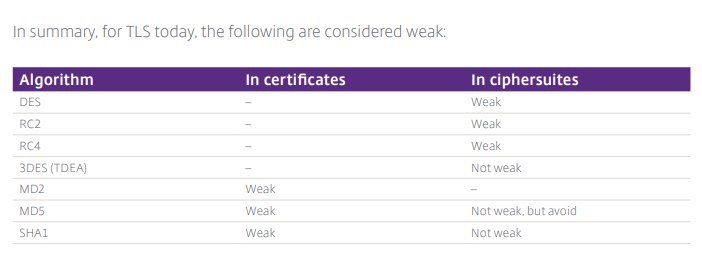 In summary, for TLS today, the following are considered weak:
Algorithm In certificates In ciphersuites
DES – Weak
RC2 – Weak
RC4 – Weak
3DES (TDEA) – Not weak
MD2 Weak –
MD5 Weak Not weak, but avoid
SHA1 Weak Not weak